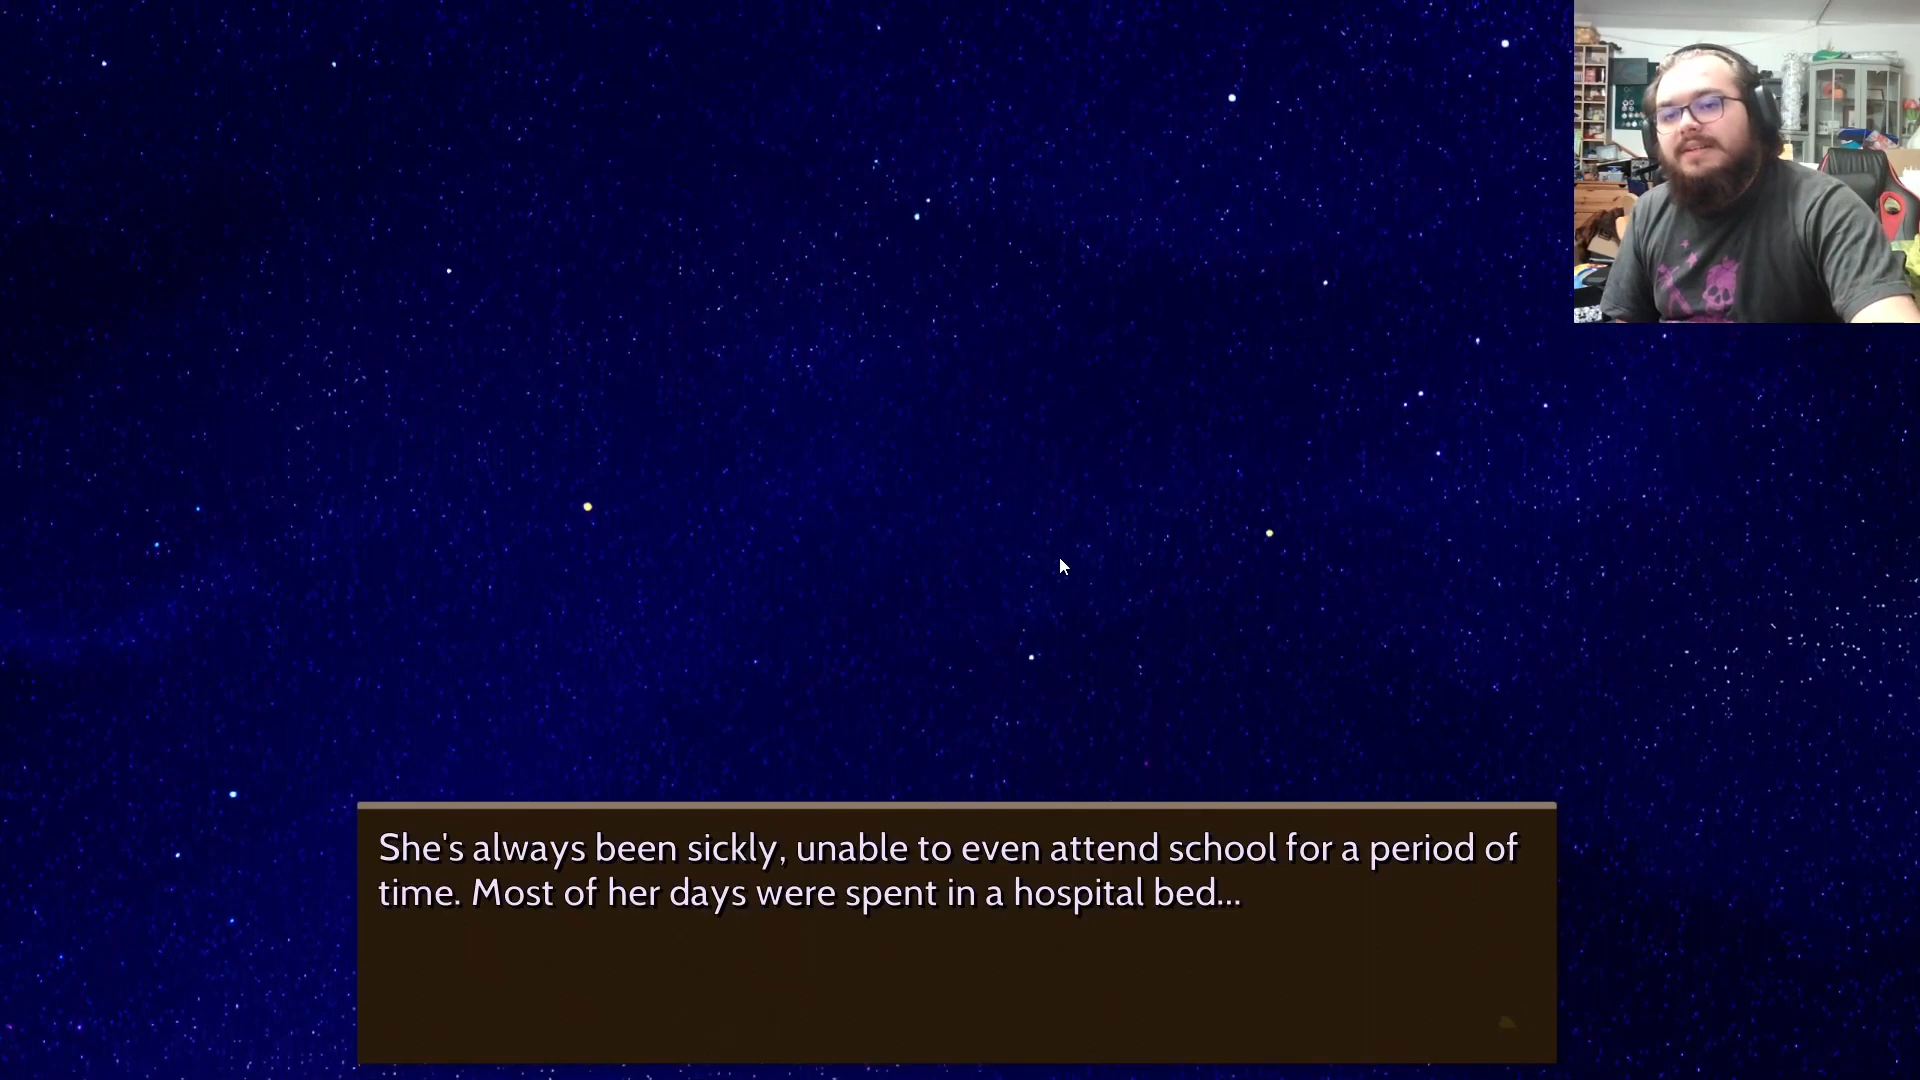 She's always been sickly, unable to even attend school for a period of
time. Most of her days were spent in a hospital bed...